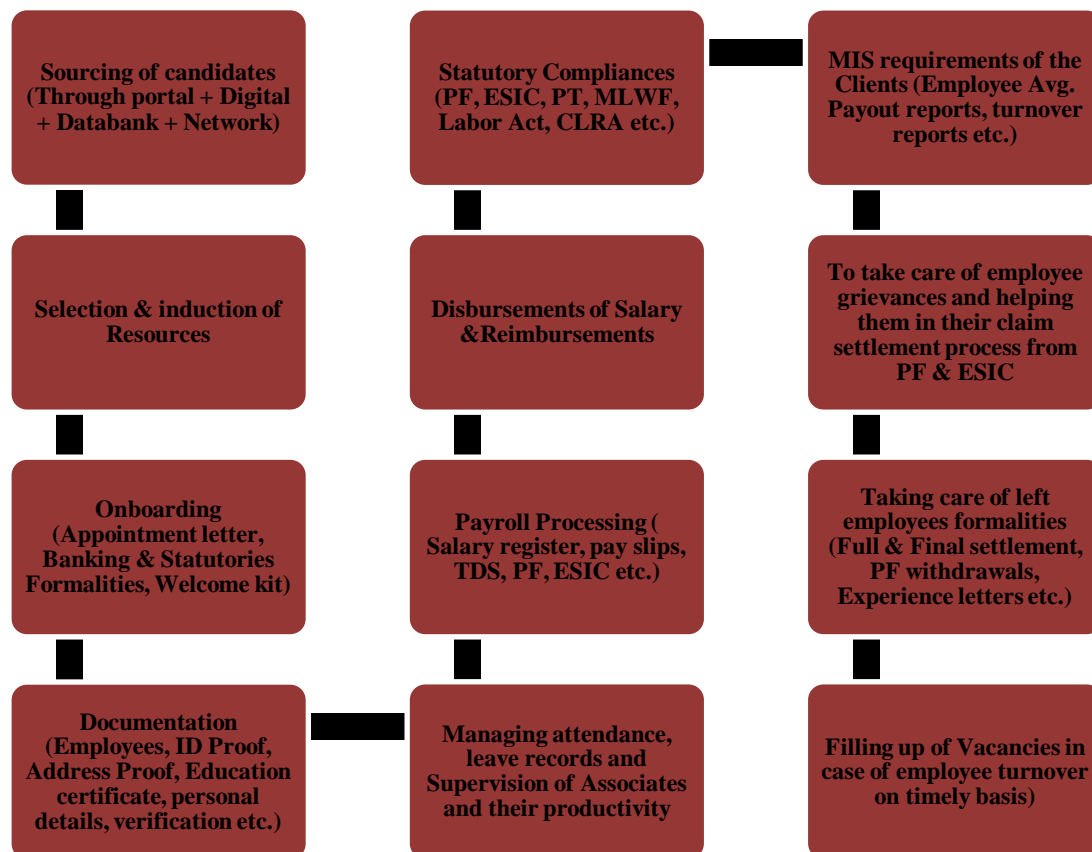 Sourcing of candidates
(Through portal + Digital
+ Databank + Network)
Selection & induction of
Resources
Onboarding
(Appointment letter,
Banking & Statutories
Formalities, Welcome kit)
Documentation
(Employees, ID Proof,
Address Proof, Education
certificate, personal
details, verification etc.)
Managing attendance,
leave records and
Supervision of Associates
and their productivity
Payroll Processing (
Salary register, pay slips,
TDS, PF, ESIC etc.)
Disbursements of Salary
&Reimbursements
Statutory Compliances
(PF, ESIC, PT, MLWF,
Labor Act, CLRA etc.)
MIS requirements of the
Clients (Employee Avg.
Payout reports, turnover
reports etc.)
To take care of employee
grievances and helping
them in their claim
settlement process from
PF & ESIC
Taking care of left
employees formalities
(Full & Final settlement,
PF withdrawals,
Experience letters etc.)
Filling up of Vacancies in
case of employee turnover
on timely basis)